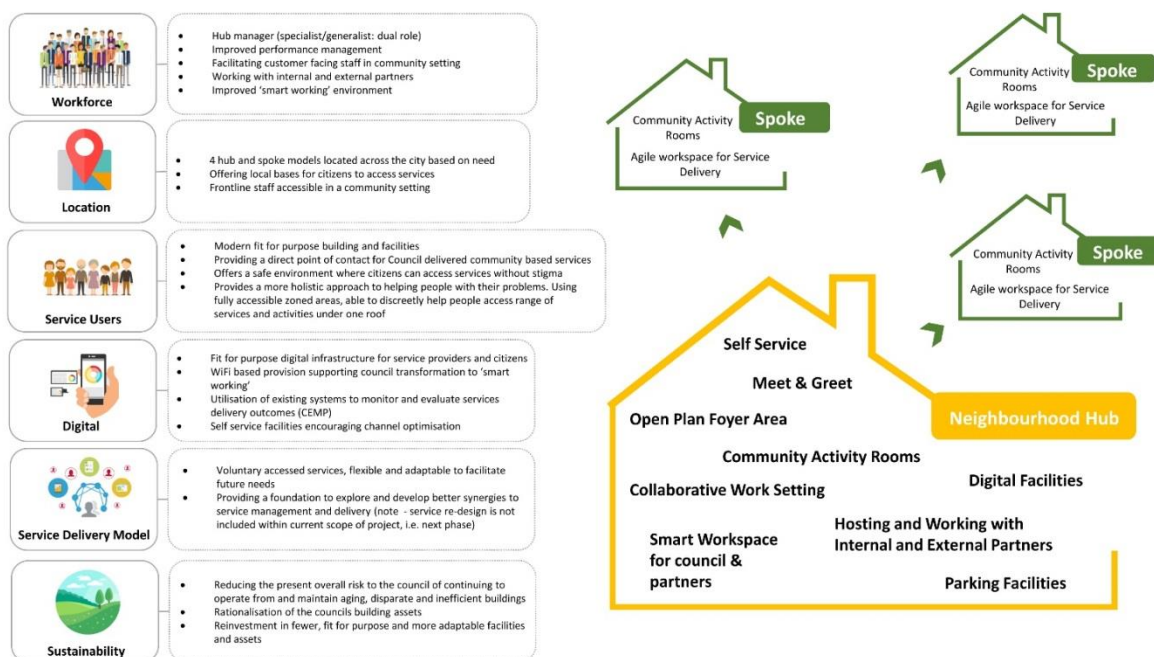 Workforce
• Hub manager (specialist/generalist: dual role)
• Improved performance management
• Facilitating customer facing staff in community setting
• Working with internal and external partners
• Improved ‘smart working’ environment
Location
• 4 hub and spoke models located across the city based on need
• Offering local bases for citizens to access services
• Frontline staff accessible in a community setting
Service Users
• Modern fit for purpose building and facilities
• Providing a direct point of contact for Council delivered community based services
• Offers a safe environment where citizens can access services without stigma
• Provides a more holistic approach to helping people with their problems. Using
fully accessible zoned areas, able to discreetly help people access range of
services and activities under one roof
Digital
• Fit for purpose digital infrastructure for service providers and citizens
• WiFi based provision supporting council transformation to ‘smart
working’
• Utilisation of existing systems to monitor and evaluate services
delivery outcomes (CEMP)
• Self service facilities encouraging channel optimisation
Service Delivery Model
• Voluntary accessed services, flexible and adaptable to facilitate
future needs
• Providing a foundation to explore and develop better synergies to
service management and delivery (note - service re-design is not
included within current scope of project, i.e. next phase)
Sustainability
• Reducing the present overall risk to the council of continuing to
operate from and maintain aging, disparate and inefficient buildings
• Rationalisation of the councils building assets
• Reinvestment in fewer, fit for purpose and more adaptable facilities
and assets
Community Activity
Rooms
Spoke
Agile workspace for Service
Delivery
Community Activity
Rooms
Spoke
Agile workspace for Service
Delivery
Community Activity
Rooms
Spoke
Agile workspace for Service
Delivery
Self Service
Meet & Greet
Open Plan Foyer Area
Neighbourhood Hub
Community Activity Rooms
Digital Facilities
Collaborative Work Setting
Hosting and Working with
Internal and External Partners
Smart Workspace
for council &
partners
Parking Facilities